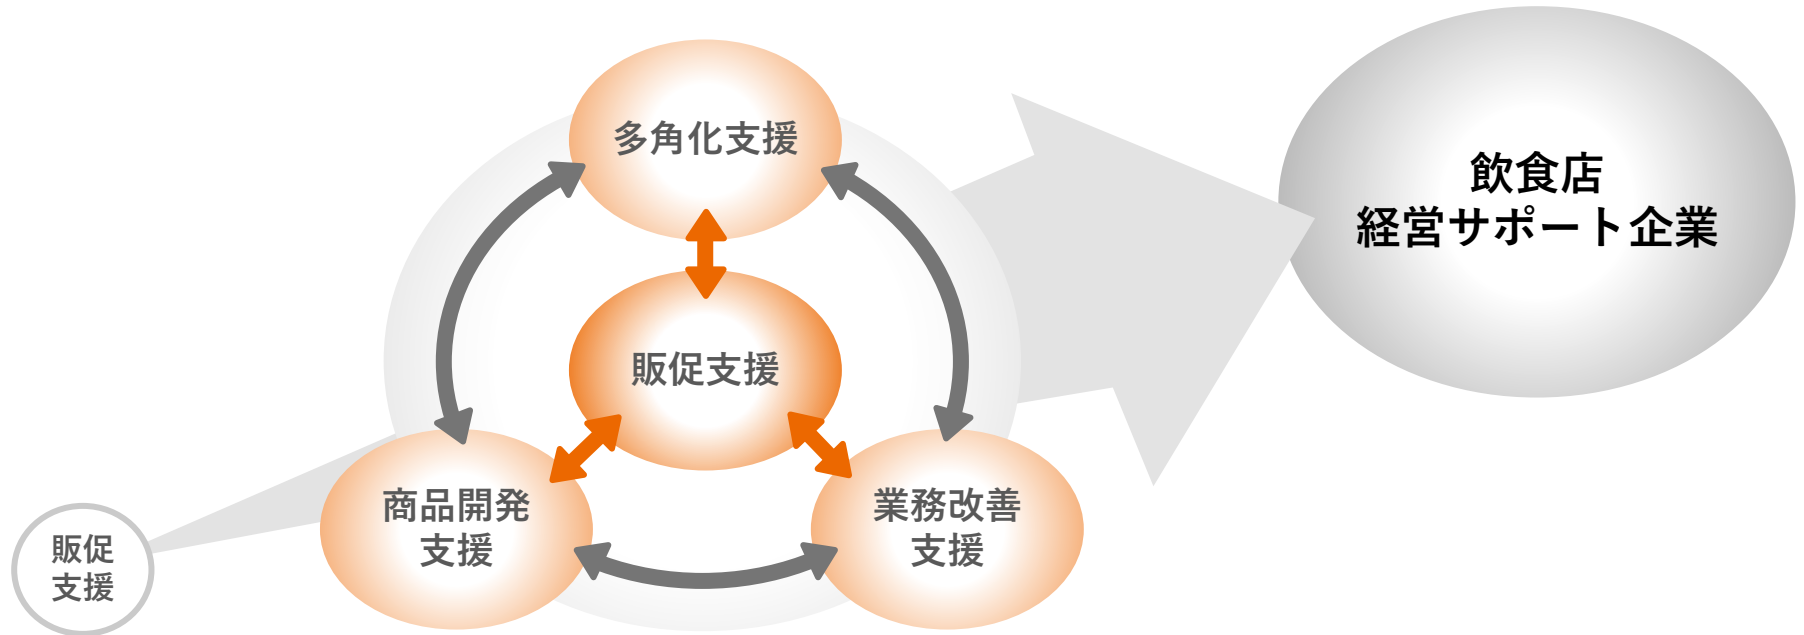 多角化支援
販促支援
商品開発
支援
業務改善
支援
販促
支援
飲食店
経営サポート企業